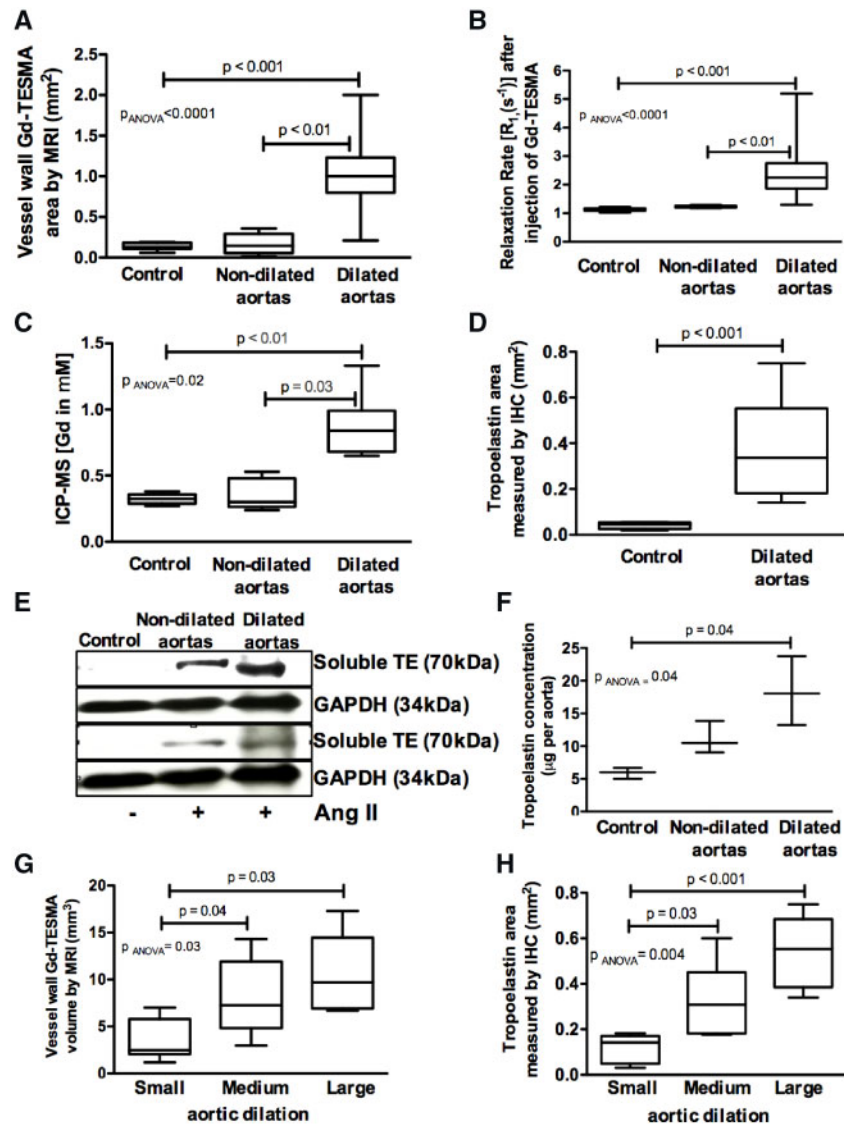 A
Vessel wall Gd-TESMA
area by MRI (mm²)
2.5
2.0
1.5
1.0
0.5
0.0
p < 0.001
p ANOVA<0.0001
p < 0.01
Control
Non-dilated
aortas
Dilated
aortas
B
Relaxation Rate [R1,(s-1)] after
injection of Gd-TESMA
6
5
4
3
2
1
0
p < 0.001
p ANOVA<0.0001
p < 0.01
Control
Non-dilated
aortas
Dilated
aortas
C
ICP-MS [Gd in mM]
1.5
1.0
0.5
0.0
p < 0.01
p ANOVA=0.02
p = 0.03
Control
Non-dilated
aortas
Dilated
aortas
D
Tropoelastin area
measured by IHC (mm²)
0.8
0.6
0.4
0.2
0.0
p < 0.001
Control
Dilated
aortas
E
Control
Non-dilated
aortas
Dilated
aortas
Soluble TE (70kDa)
GAPDH (34kDa)
Soluble TE (70kDa)
GAPDH (34kDa)
- + + Ang II
F
Tropoelastin concentration
(μg per aorta)
25
20
15
10
5
0
p = 0.04
p ANOVA = 0.04
Control
Non-dilated
aortas
Dilated
aortas
G
Vessel wall Gd-TESMA
volume by MRI (mm³)
20
15
10
5
0
p = 0.03
p = 0.04
p ANOVA= 0.03
Small
Medium
Large
aortic dilation
H
Tropoelastin area
measured by IHC (mm²)
0.8
0.6
0.4
0.2
0.0
p < 0.001
p = 0.03
p ANOVA= 0.004
Small
Medium
Large
aortic dilation